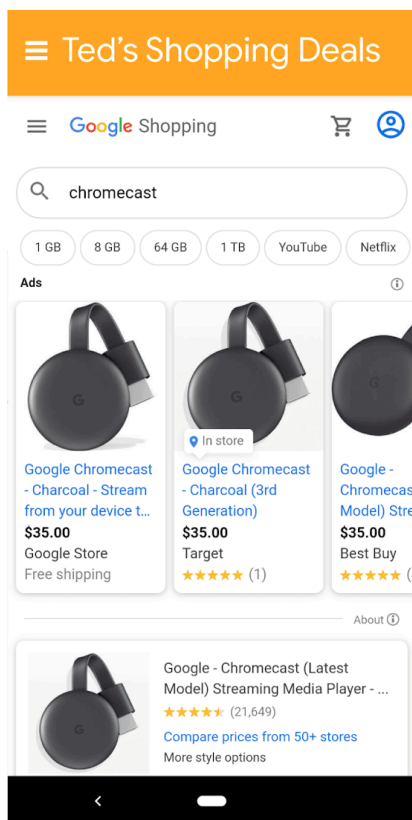 Ted's Shopping Deals
Google Shopping
chromecast
1 GB 8 GB 64 GB 1 TB YouTube Netflix
Ads
In store
Google Chromecast
- Charcoal - Stream
from your device t...
$35.00
Google Store
Free shipping
Google Chromecast
- Charcoal (3rd
Generation)
$35.00
Target
(1)
Google -
Chromecas
Model) Stre
$35.00
Best Buy
(
About
Google - Chromecast (Latest
Model) Streaming Media Player - ...
(21,649)
Compare prices from 50+ stores
More style options